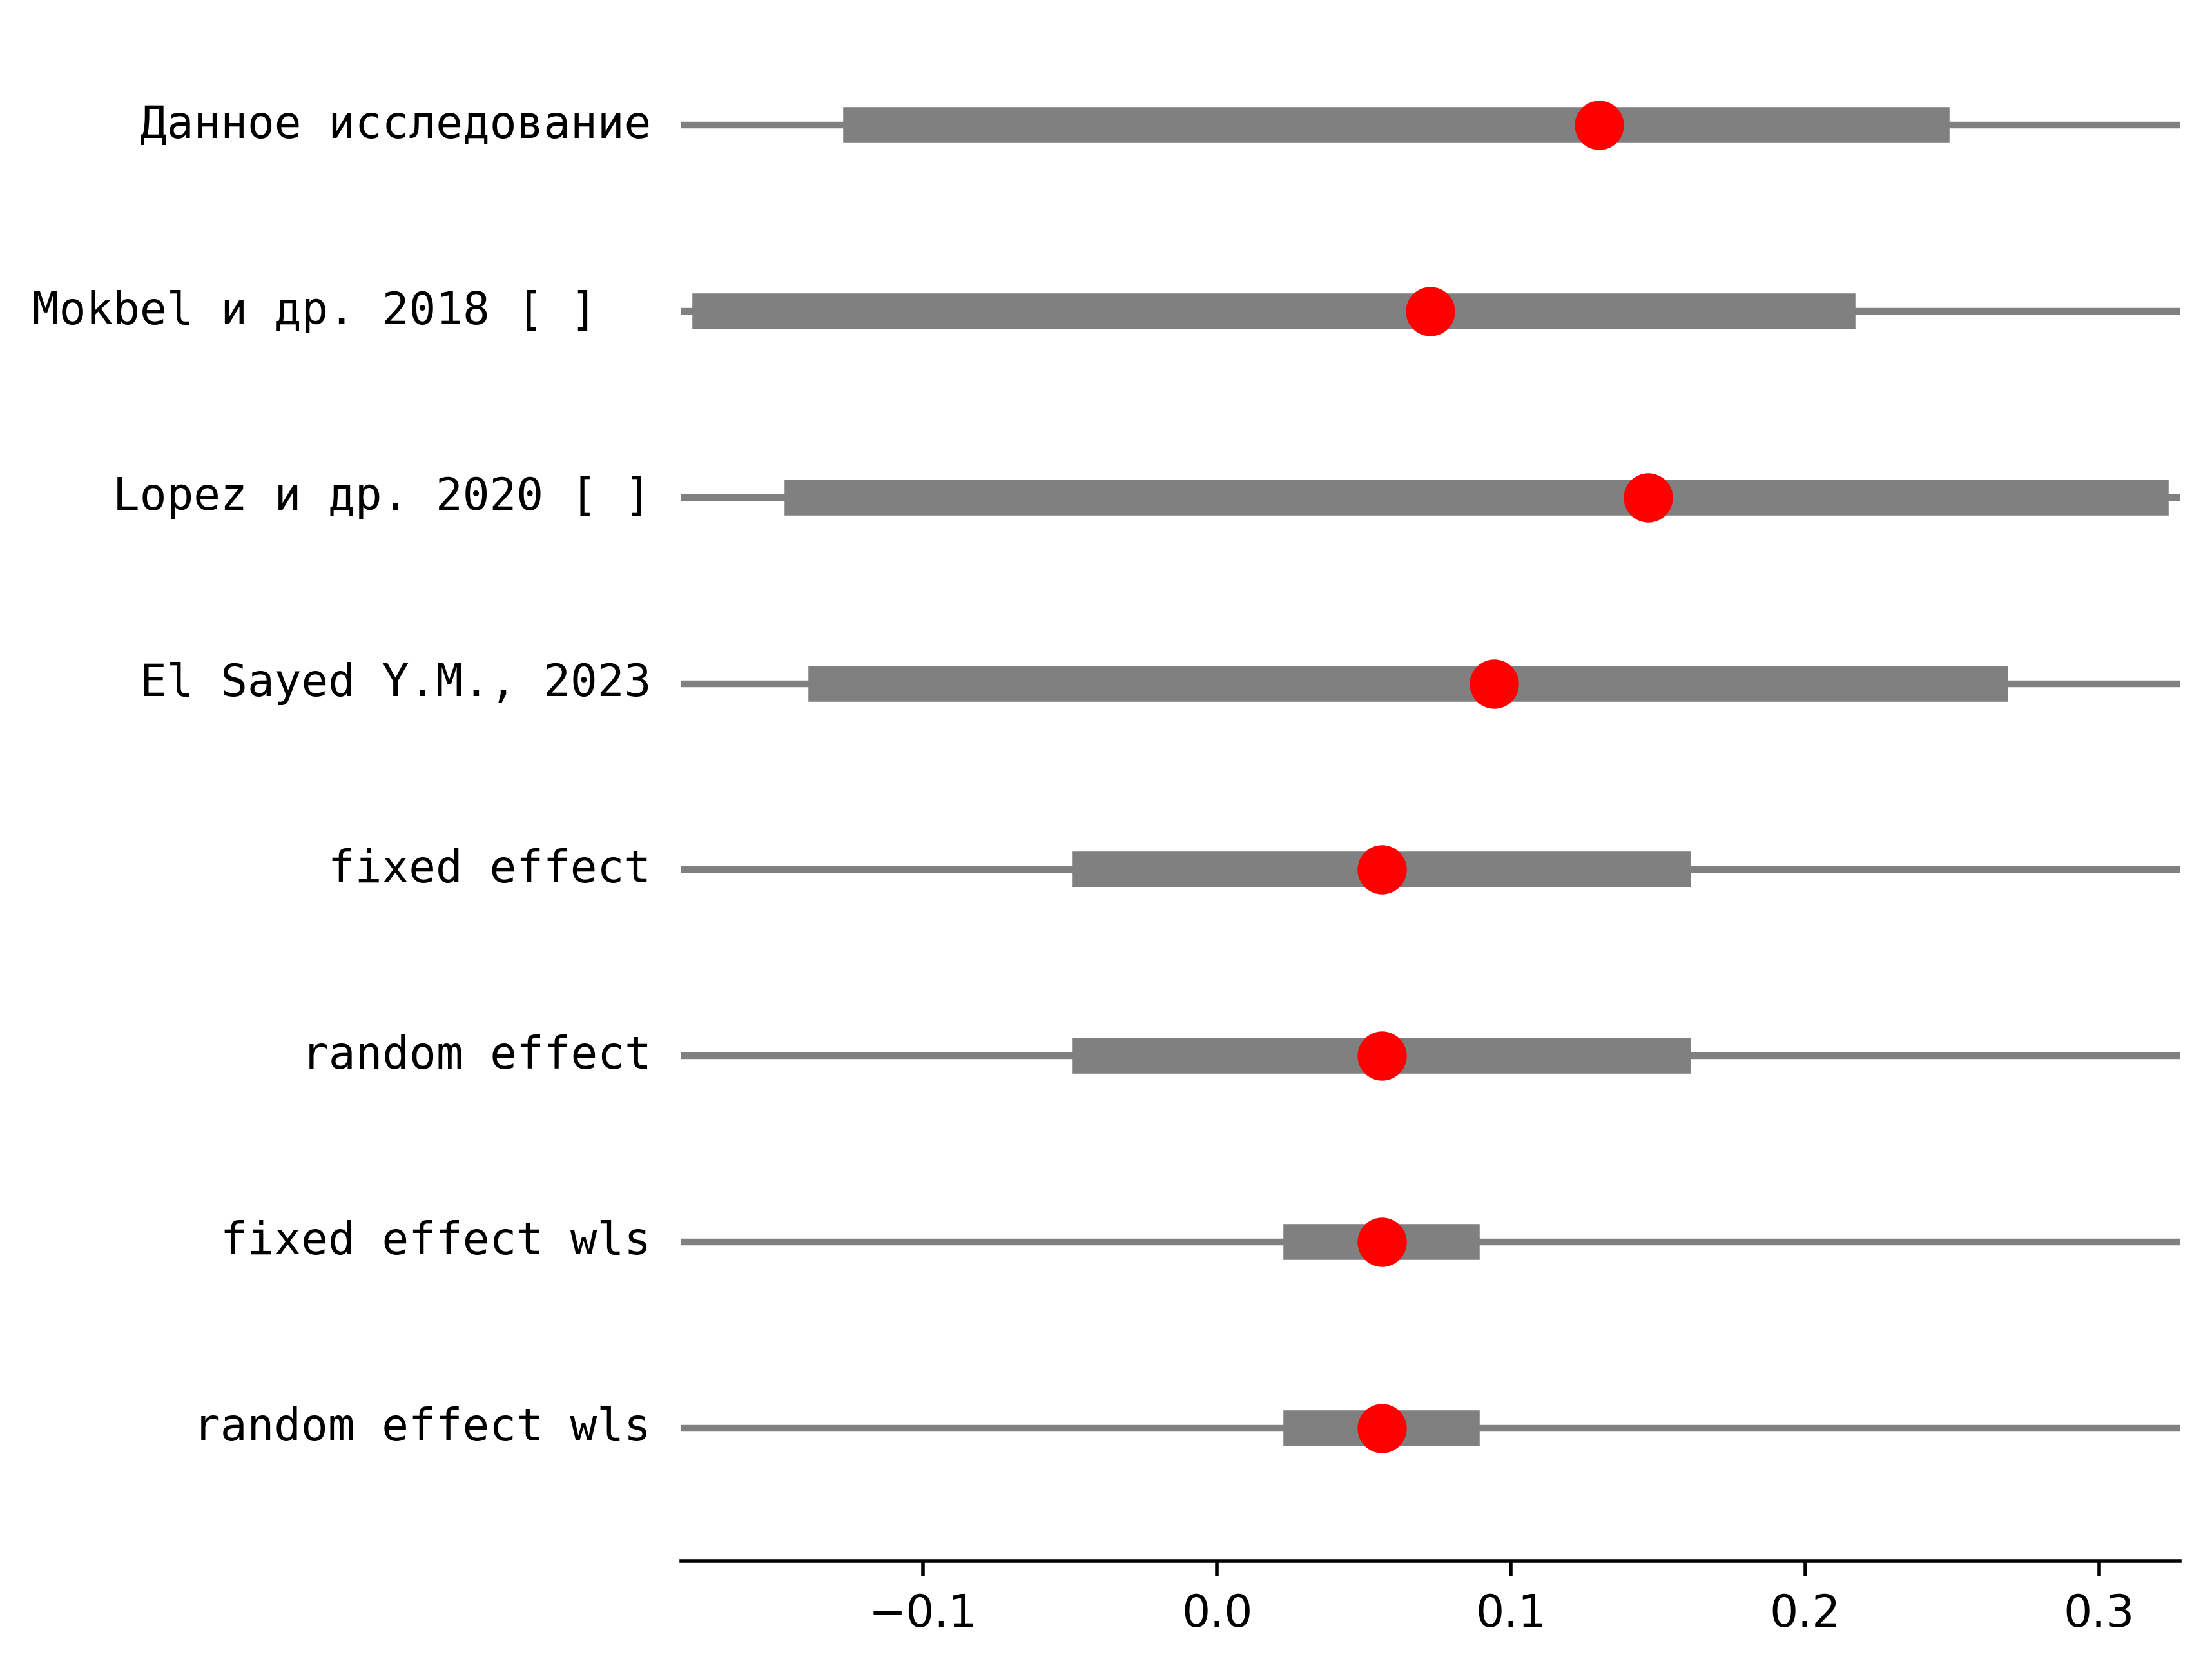 Данное исследование
Mokbel и др. 2018 [ ]
Lopez и др. 2020 [ ]
El Sayed Y.M., 2023
fixed effect
random effect
fixed effect wls
random effect wls
−0.1 0.0 0.1 0.2 0.3